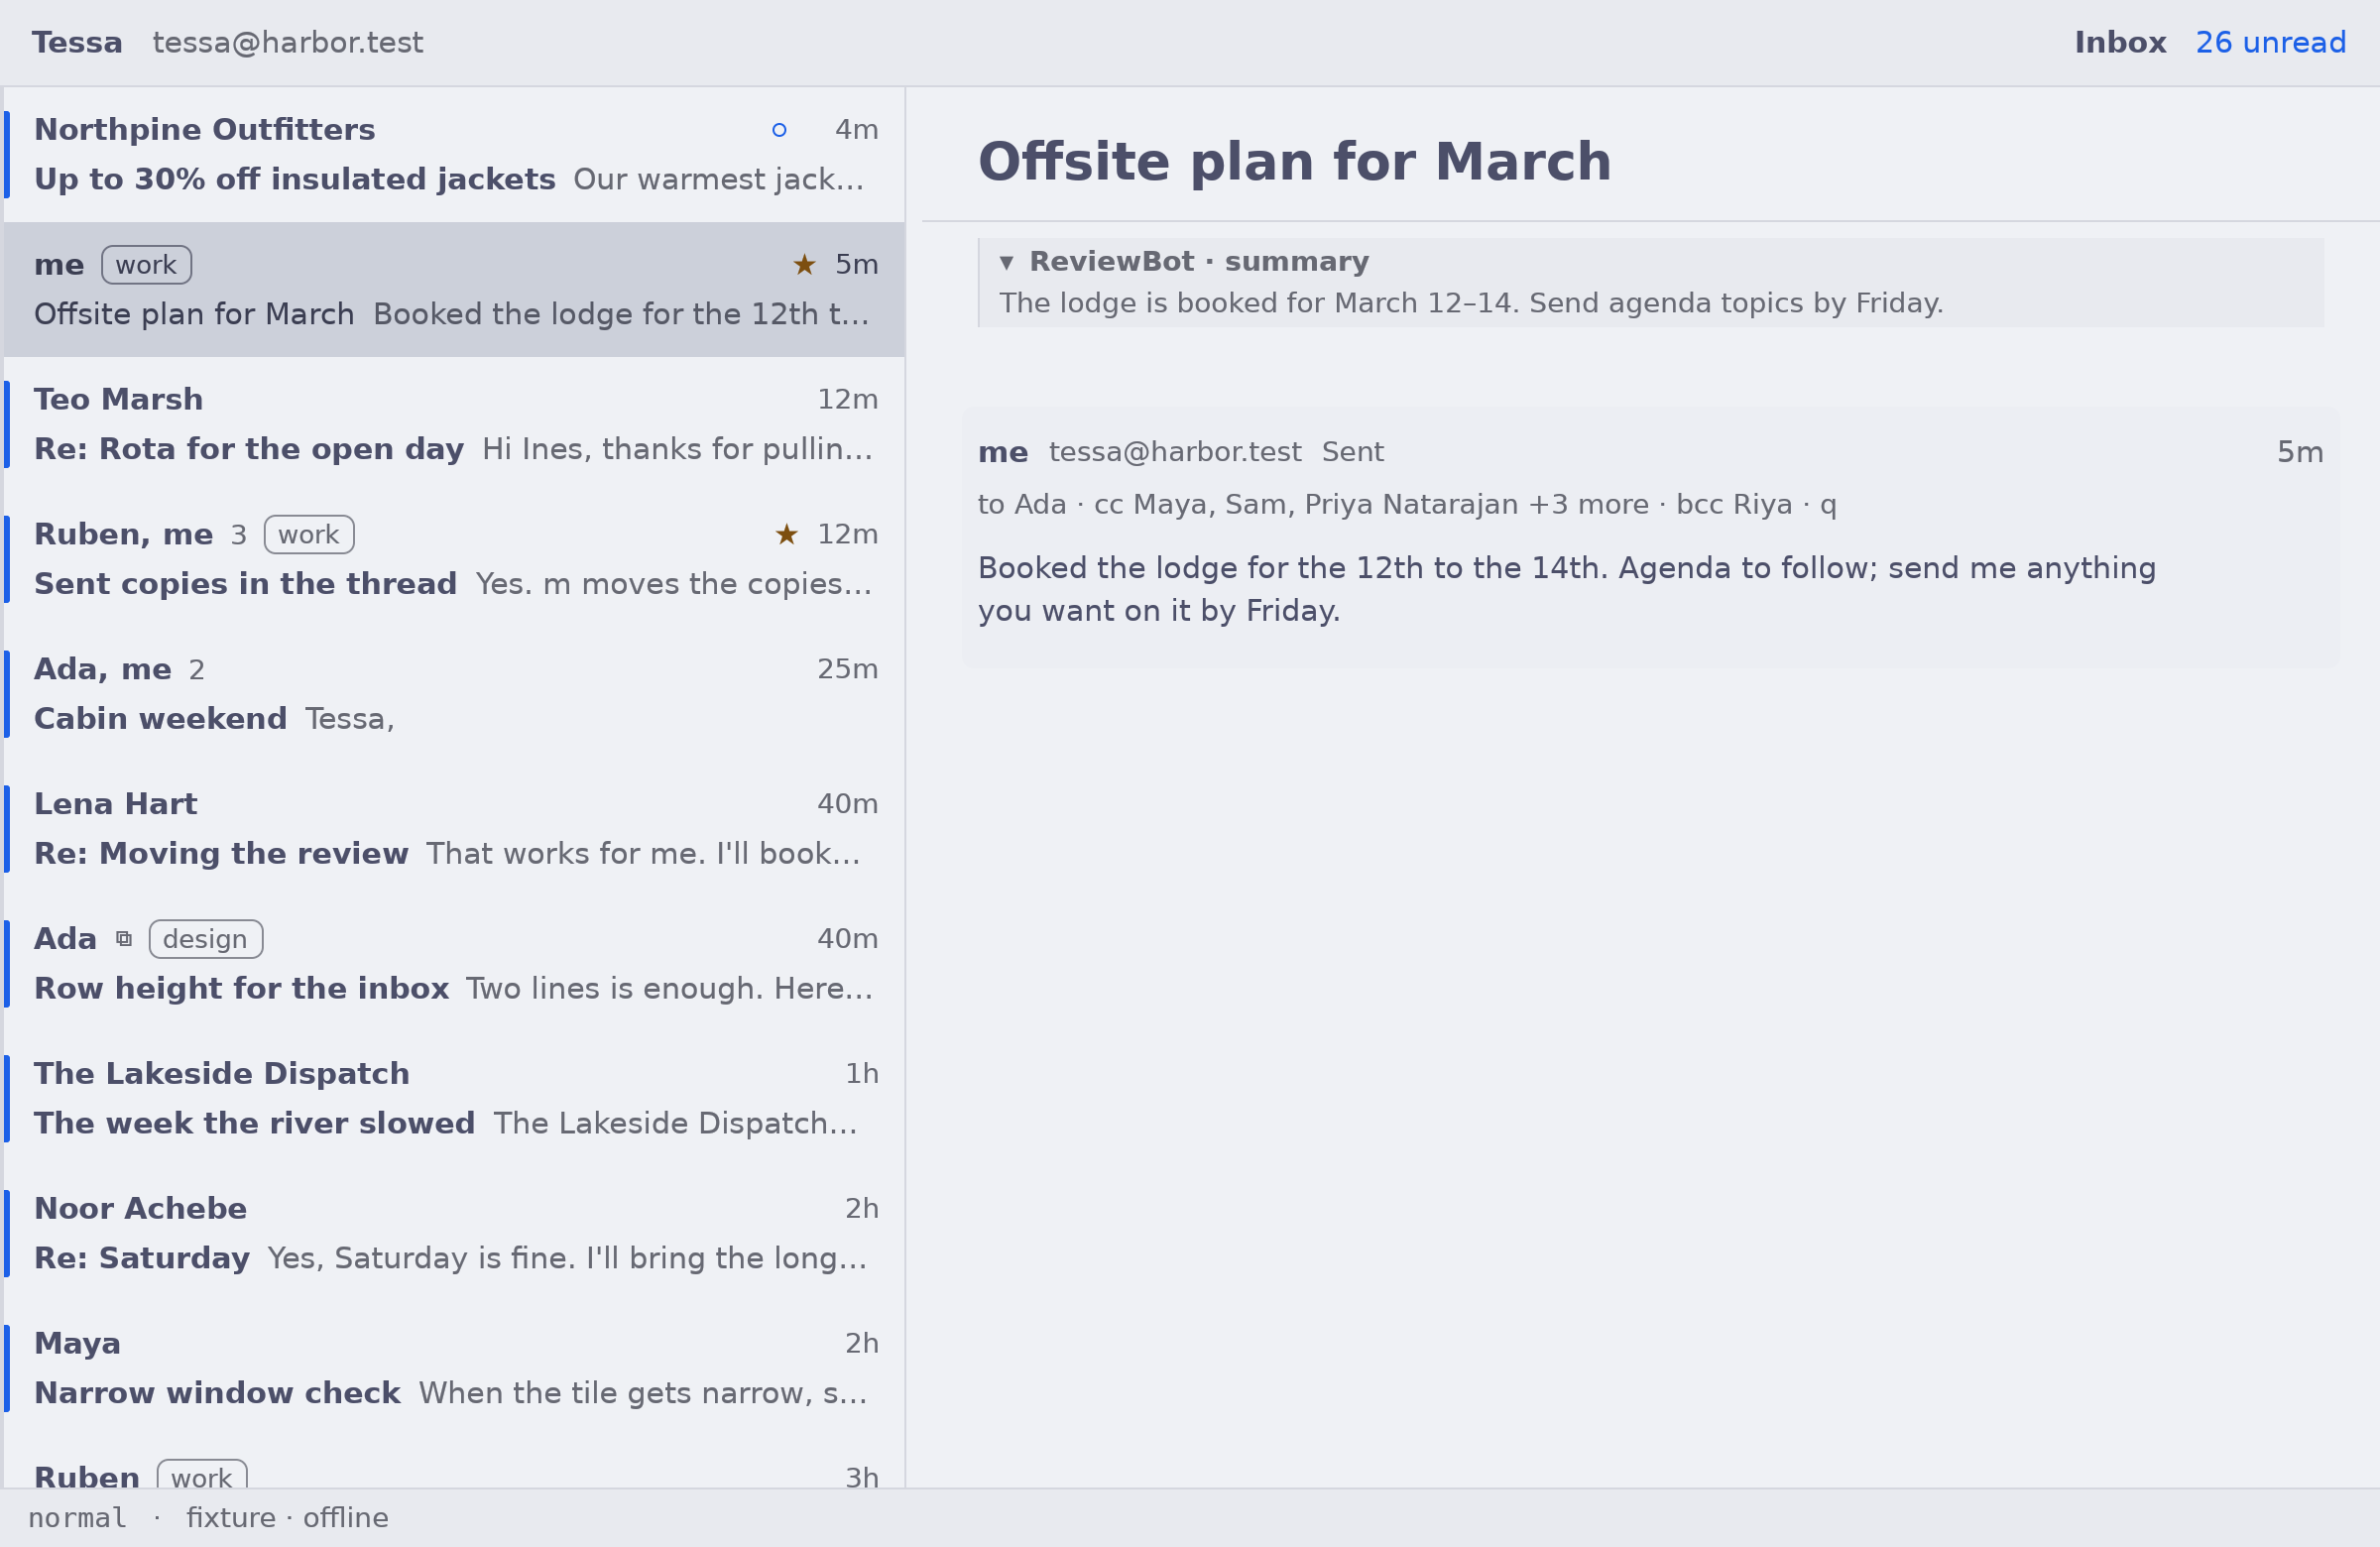 Tessa tessa@harbor.test
Inbox 26 unread
Northpine Outfitters 4m
Up to 30% off insulated jackets Our warmest jack…
me work ★ 5m
Offsite plan for March Booked the lodge for the 12th t…
Teo Marsh 12m
Re: Rota for the open day Hi Ines, thanks for pullin…
Ruben, me 3 work ★ 12m
Sent copies in the thread Yes. m moves the copies…
Ada, me 2 25m
Cabin weekend Tessa,
Lena Hart 40m
Re: Moving the review That works for me. I'll book…
Ada design 40m
Row height for the inbox Two lines is enough. Here…
The Lakeside Dispatch 1h
The week the river slowed The Lakeside Dispatch…
Noor Achebe 2h
Re: Saturday Yes, Saturday is fine. I'll bring the long…
Maya 2h
Narrow window check When the tile gets narrow, s…
Ruben work 3h
Offsite plan for March
▾ ReviewBot · summary
The lodge is booked for March 12–14. Send agenda topics by Friday.
me tessa@harbor.test Sent 5m
to Ada · cc Maya, Sam, Priya Natarajan +3 more · bcc Riya · q
Booked the lodge for the 12th to the 14th. Agenda to follow; send me anything
you want on it by Friday.
normal · fixture · offline